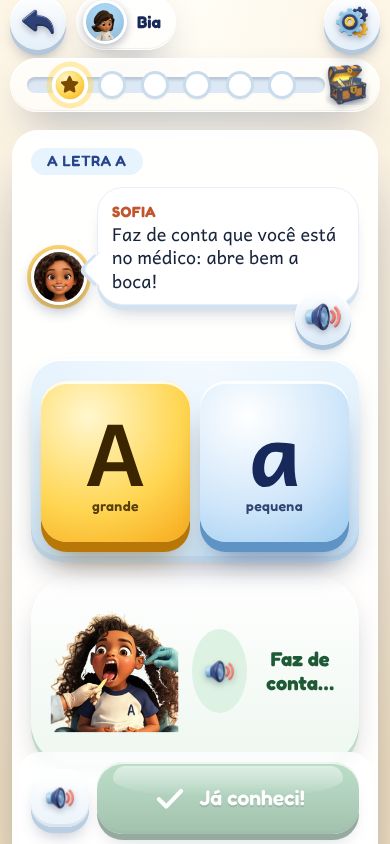 Bia
A LETRA A
SOFIA
Faz de conta que você está
no médico: abre bem a
boca!
A
grande
a
pequena
A
Faz de
conta...
Já conheci!